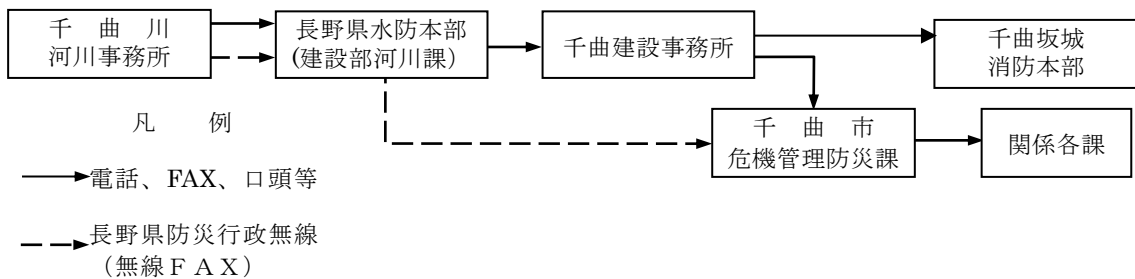 千　曲　川
河川事務所
長野県水防本部
(建設部河川課)
千曲建設事務所
千曲坂城
消防本部
千　曲　市
危機管理防災課
関係各課
凡　　例
電話、FAX、口頭等
長野県防災行政無線
（無線ＦＡＸ）